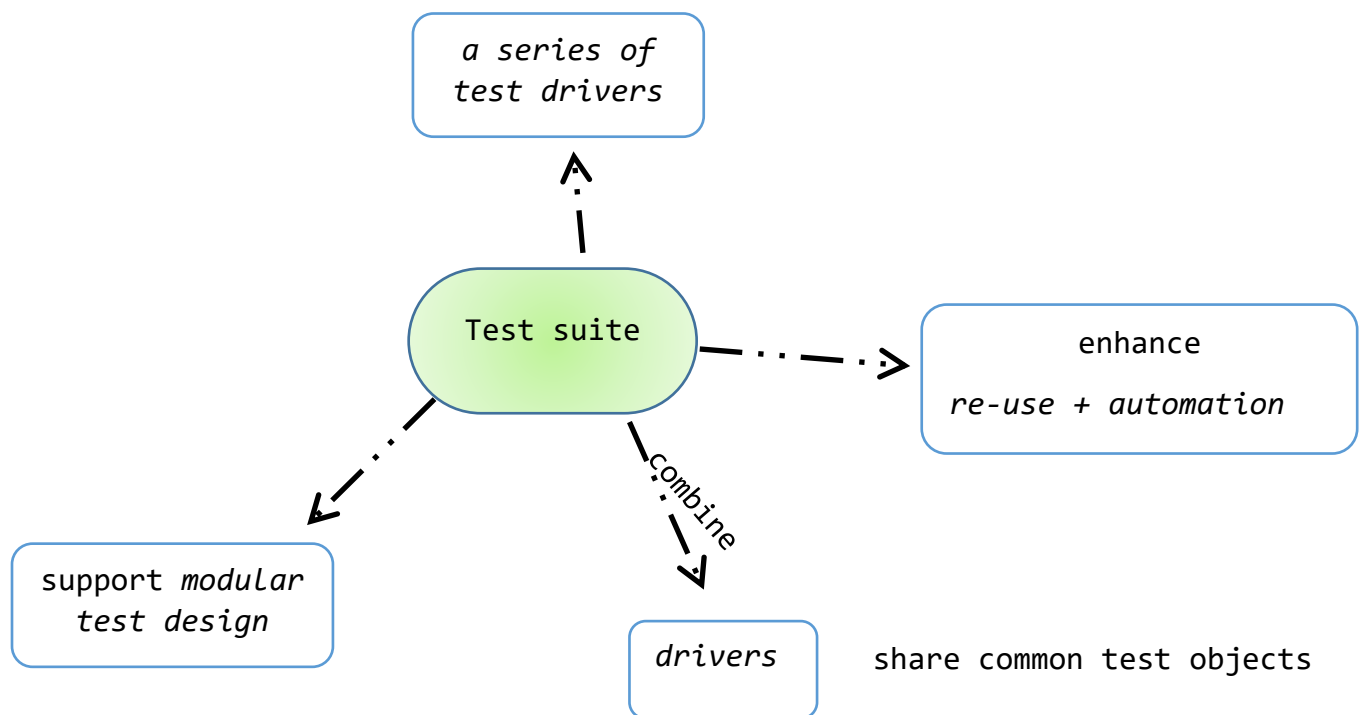 a series of
test drivers
Test suite
enhance
re-use + automation
combine
support modular
test design
drivers
share common test objects